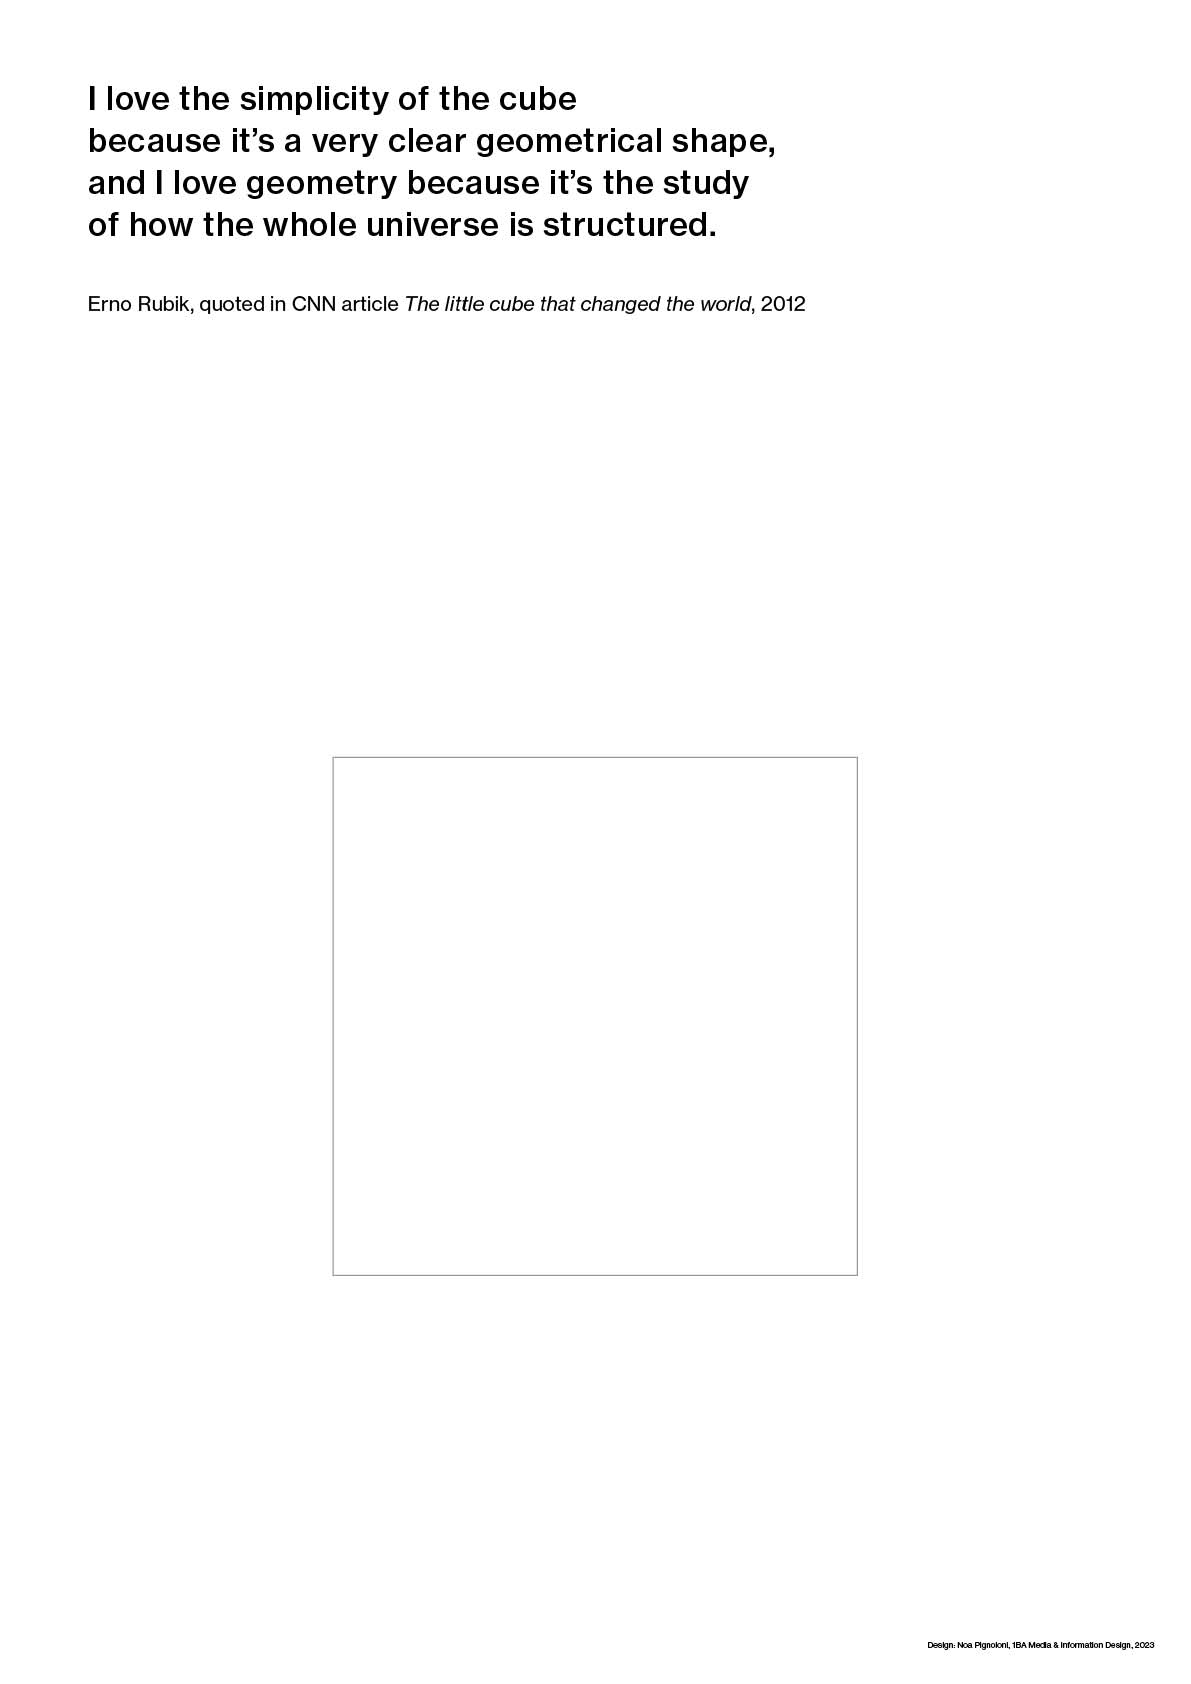 I love the simplicity of the cube
because it’s a very clear geometrical shape,
and I love geometry because it’s the study
of how the whole universe is structured.
Erno Rubik, quoted in CNN article The little cube that changed the world, 2012
Design: Noa Pignoloni, 1BA Media & Information Design, 2023